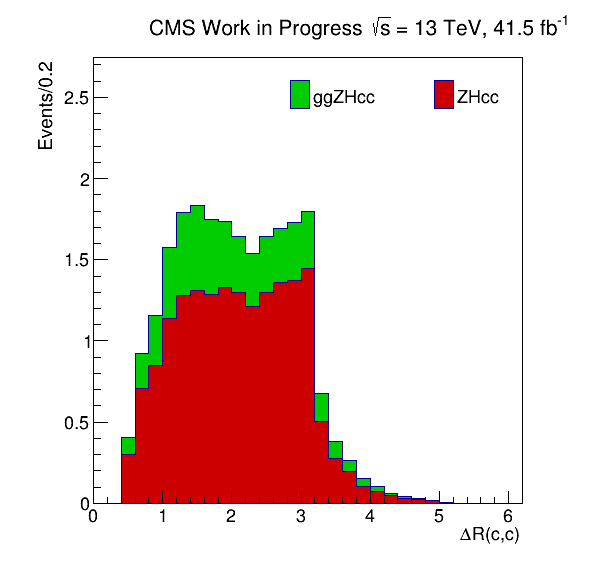 CMS Work in Progress √s = 13 TeV, 41.5 fb⁻¹
Events/0.2
ggZHcc ZHcc
2.5
2
1.5
1
0.5
0
0 1 2 3 4 5 6
ΔR(c,c)